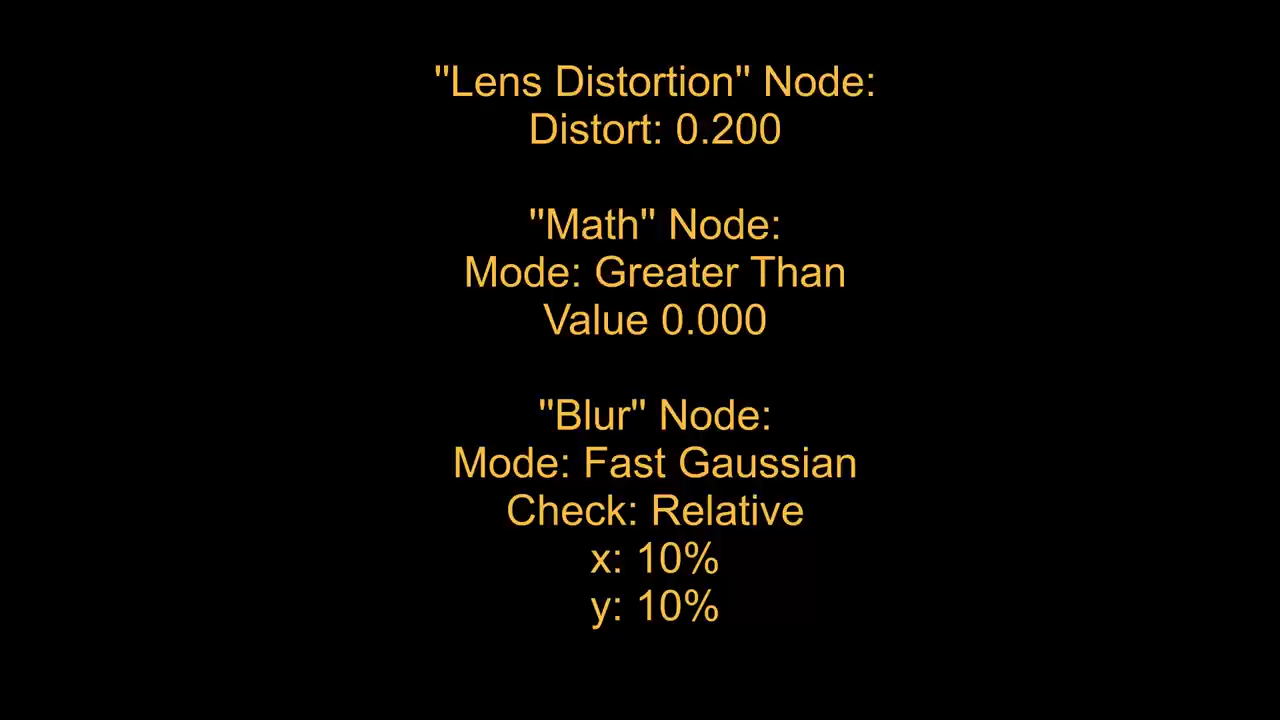 "Lens Distortion" Node:
Distort: 0.200
"Math" Node:
Mode: Greater Than
Value 0.000
"Blur" Node:
Mode: Fast Gaussian
Check: Relative
x: 10%
y: 10%